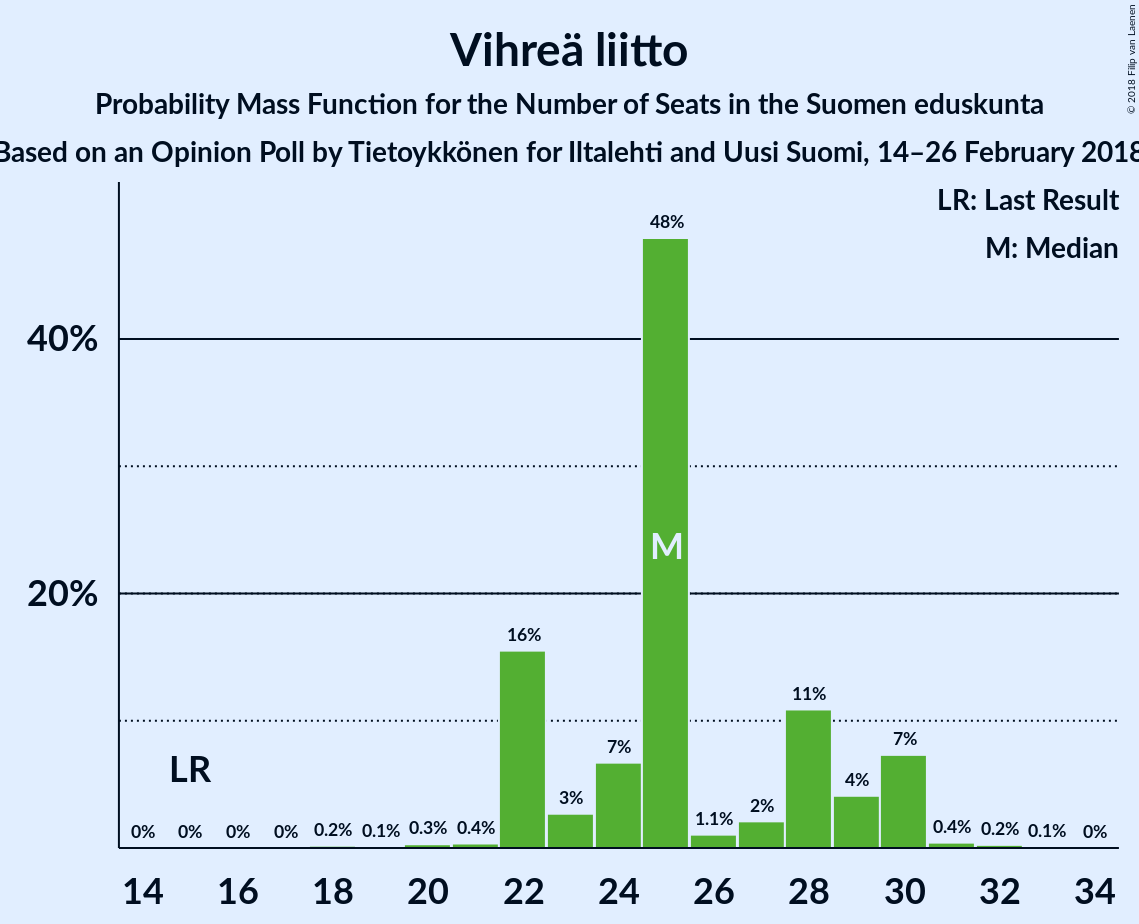 Vihreä liitto
Probability Mass Function for the Number of Seats in the Suomen eduskunta
Based on an Opinion Poll by Tietoykkönen for Iltalehti and Uusi Suomi, 14–26 February 2018
© 2018 Filip van Laenen
LR: Last Result
M: Median
48%
40%
M
20%
16%
11%
7%
7%
LR
4%
3%
2%
0% 0% 0% 0% 0.2% 0.1% 0.3% 0.4% 1.1% 0.4% 0.2% 0.1% 0%
14 16 18 20 22 24 26 28 30 32 34